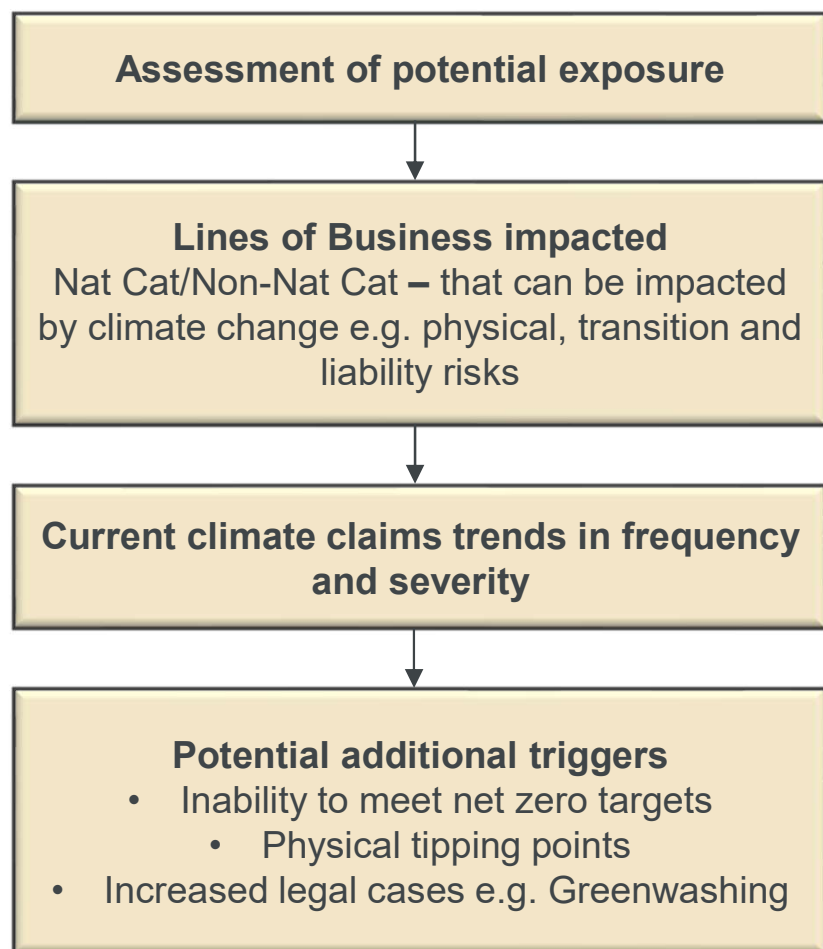 Assessment of potential exposure
Lines of Business impacted
Nat Cat/Non-Nat Cat – that can be impacted
by climate change e.g. physical, transition and
liability risks
Current climate claims trends in frequency
and severity
Potential additional triggers
• Inability to meet net zero targets
• Physical tipping points
• Increased legal cases e.g. Greenwashing